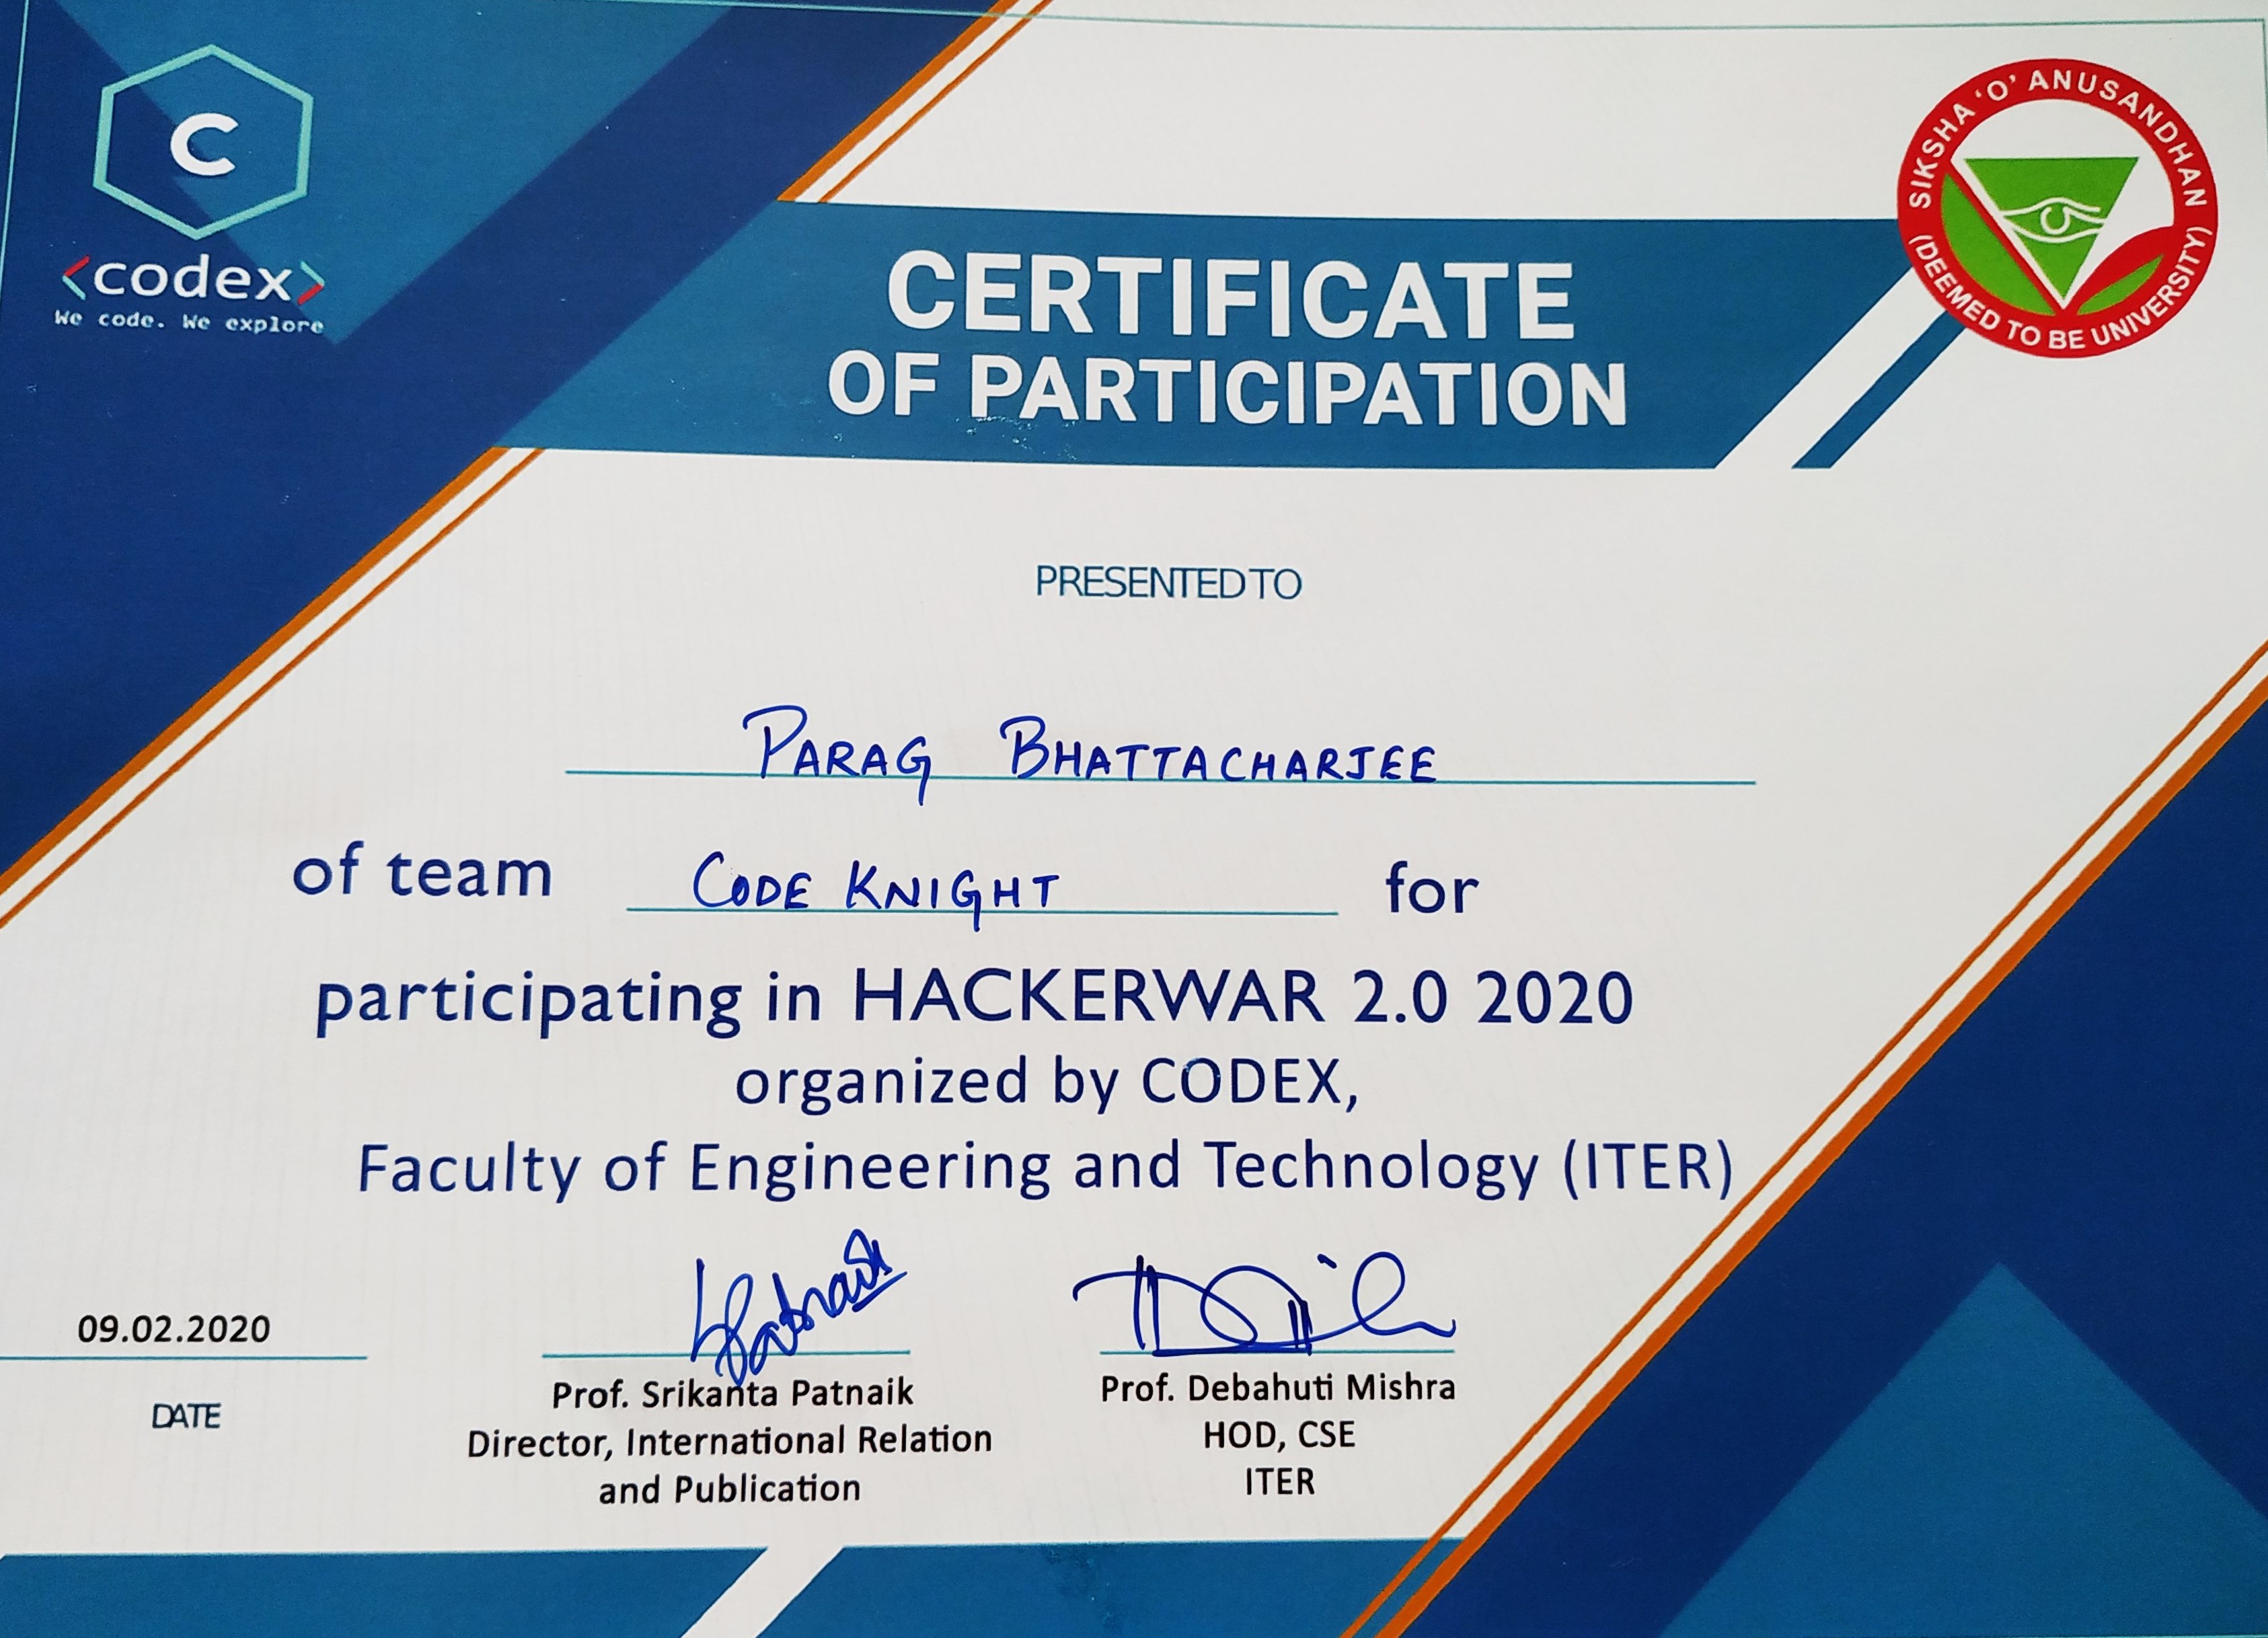 C
<codex>
We code. We explore
SIKSHA 'O' ANUSANDHAN
(DEEMED TO BE UNIVERSITY)
CERTIFICATE
OF PARTICIPATION
PRESENTED TO
PARAG BHATTACHARJEE
of team CODE KNIGHT for
participating in HACKERWAR 2.0 2020
organized by CODEX,
Faculty of Engineering and Technology (ITER)
09.02.2020
DATE
Prof. Srikanta Patnaik
Director, International Relation
and Publication
Prof. Debahuti Mishra
HOD, CSE
ITER